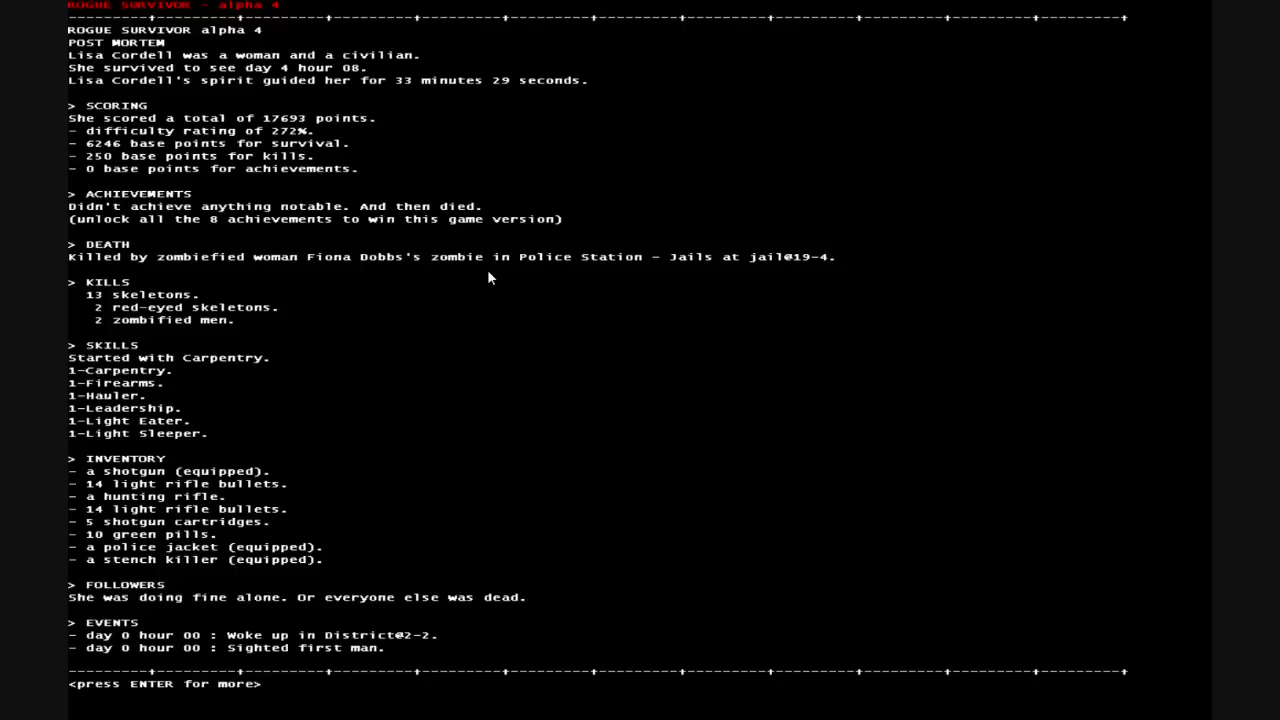 ROGUE SURVIVOR - alpha 4
---------+---------+---------+---------+---------+---------+---------+---------+---------+---------+---------+---------+
ROGUE SURVIVOR alpha 4
POST MORTEM
Lisa Cordell was a woman and a civilian.
She survived to see day 4 hour 08.
Lisa Cordell's spirit guided her for 33 minutes 29 seconds.
> SCORING
She scored a total of 17693 points.
- difficulty rating of 272%.
- 6246 base points for survival.
- 250 base points for kills.
- 0 base points for achievements.
> ACHIEVEMENTS
Didn't achieve anything notable. And then died.
(unlock all the 8 achievements to win this game version)
> DEATH
Killed by zombiefied woman Fiona Dobbs's zombie in Police Station - Jails at jail@19-4.
> KILLS
13 skeletons.
2 red-eyed skeletons.
2 zombified men.
> SKILLS
Started with Carpentry.
1-Carpentry.
1-Firearms.
1-Hauler.
1-Leadership.
1-Light Eater.
1-Light Sleeper.
> INVENTORY
- a shotgun (equipped).
- 14 light rifle bullets.
- a hunting rifle.
- 14 light rifle bullets.
- 5 shotgun cartridges.
- 10 green pills.
- a police jacket (equipped).
- a stench killer (equipped).
> FOLLOWERS
She was doing fine alone. Or everyone else was dead.
> EVENTS
- day 0 hour 00 : Woke up in District@2-2.
- day 0 hour 00 : Sighted first man.
---------+---------+---------+---------+---------+---------+---------+---------+---------+---------+---------+---------+
<press ENTER for more>